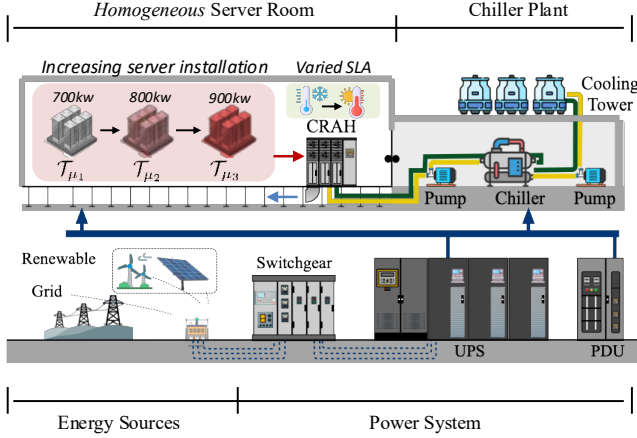 Homogeneous Server Room
Chiller Plant
Increasing server installation
Varied SLA
700kw
800kw
900kw
Cooling
Tower
CRAH
𝒯μ1
𝒯μ2
𝒯μ3
Pump
Chiller
Pump
Renewable
Switchgear
Grid
UPS
PDU
Energy Sources
Power System